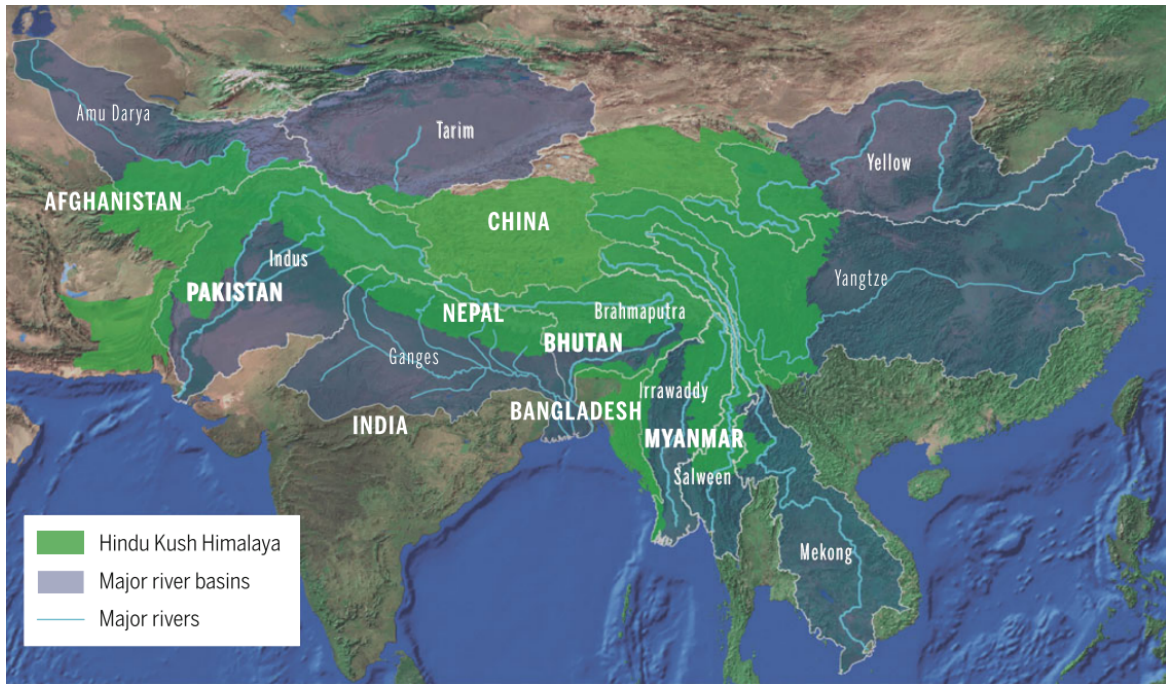 Amu Darya
Tarim
Yellow
AFGHANISTAN
CHINA
Indus
Yangtze
PAKISTAN
NEPAL
Brahmaputra
BHUTAN
Ganges
Irrawaddy
BANGLADESH
INDIA
MYANMAR
Salween
Mekong
Hindu Kush Himalaya
Major river basins
Major rivers